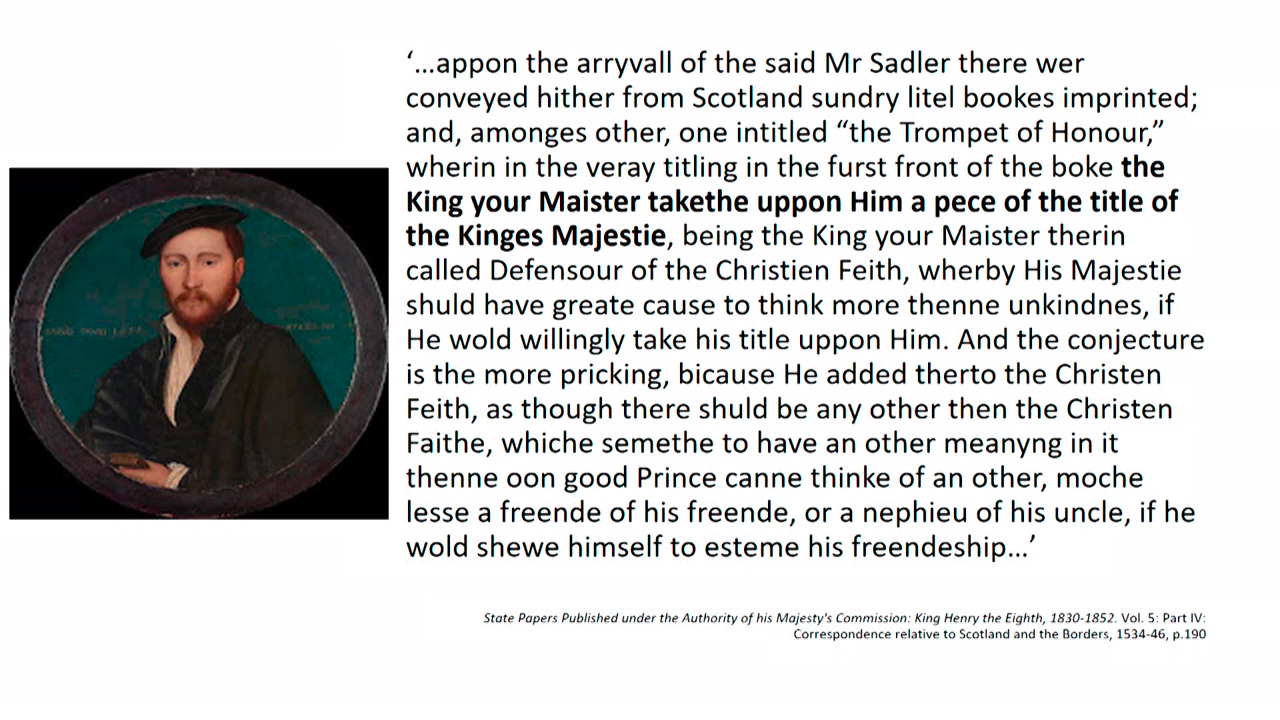 ‘...appon the arryvall of the said Mr Sadler there wer
conveyed hither from Scotland sundry litel bookes imprinted;
and, amonges other, one intitled “the Trompet of Honour,”
wherin in the veray titling in the furst front of the boke the
King your Maister takethe uppon Him a pece of the title of
the Kinges Majestie, being the King your Maister therin
called Defensour of the Christien Feith, wherby His Majestie
shuld have greate cause to think more thenne unkindnes, if
He wold willingly take his title uppon Him. And the conjecture
is the more pricking, bicause He added therto the Christen
Feith, as though there shuld be any other then the Christen
Faithe, whiche semethe to have an other meanyng in it
thenne oon good Prince canne thinke of an other, moche
lesse a freende of his freende, or a nephieu of his uncle, if he
wold shewe himself to esteme his freendeship...’
State Papers Published under the Authority of his Majesty's Commission: King Henry the Eighth, 1830-1852. Vol. 5: Part IV:
Correspondence relative to Scotland and the Borders, 1534-46, p.190